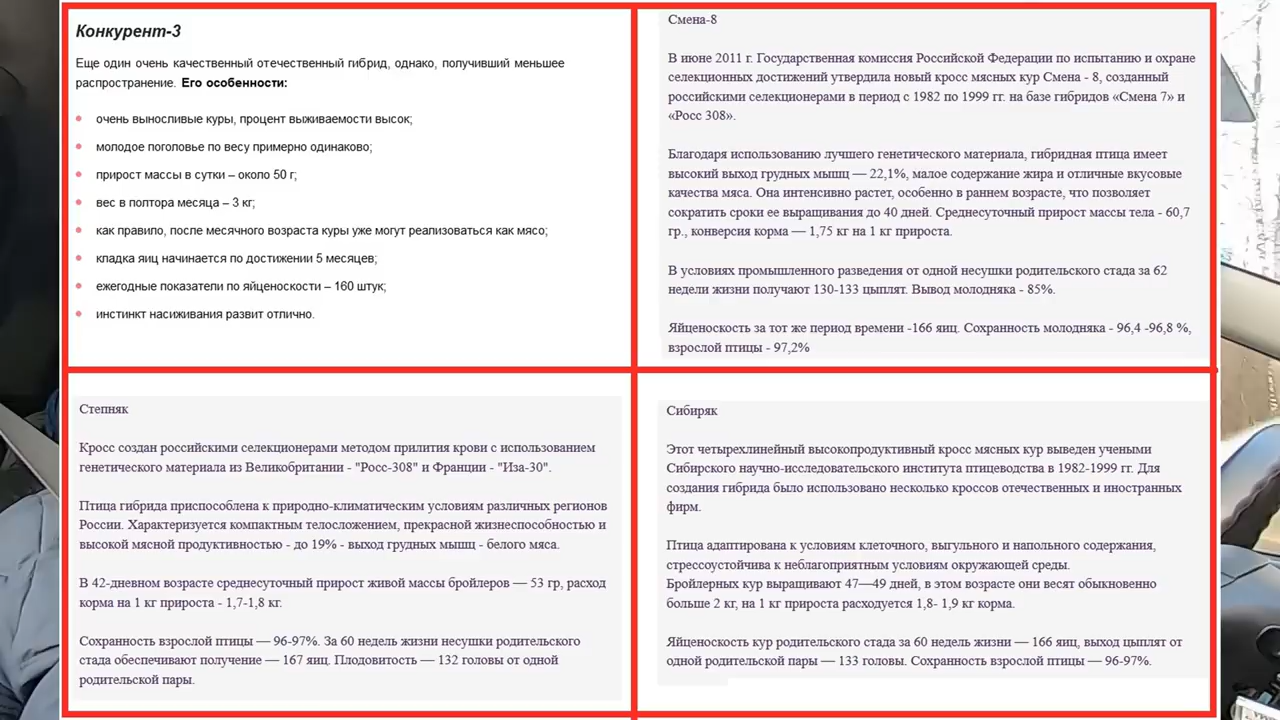 Конкурент-3
Еще один очень качественный отечественный гибрид, однако, получивший меньшее
распространение. Его особенности:
очень выносливые куры, процент выживаемости высок;
молодое поголовье по весу примерно одинаково;
прирост массы в сутки – около 50 г;
вес в полтора месяца – 3 кг;
как правило, после месячного возраста куры уже могут реализоваться как мясо;
кладка яиц начинается по достижении 5 месяцев;
ежегодные показатели по яйценоскости – 160 штук;
инстинкт насиживания развит отлично.
Смена-8
В июне 2011 г. Государственная комиссия Российской Федерации по испытанию и охране
селекционных достижений утвердила новый кросс мясных кур Смена - 8, созданный
российскими селекционерами в период с 1982 по 1999 гг. на базе гибридов «Смена 7» и
«Росс 308».
Благодаря использованию лучшего генетического материала, гибридная птица имеет
высокий выход грудных мышц — 22,1%, малое содержание жира и отличные вкусовые
качества мяса. Она интенсивно растет, особенно в раннем возрасте, что позволяет
сократить сроки ее выращивания до 40 дней. Среднесуточный прирост массы тела - 60,7
гр., конверсия корма — 1,75 кг на 1 кг прироста.
В условиях промышленного разведения от одной несушки родительского стада за 62
недели жизни получают 130-133 цыплят. Вывод молодняка - 85%.
Яйценоскость за тот же период времени -166 яиц. Сохранность молодняка - 96,4 -96,8 %,
взрослой птицы - 97,2%
Степняк
Кросс создан российскими селекционерами методом прилития крови с использованием
генетического материала из Великобритании - "Росс-308" и Франции - "Иза-30".
Птица гибрида приспособлена к природно-климатическим условиям различных регионов
России. Характеризуется компактным телосложением, прекрасной жизнеспособностью и
высокой мясной продуктивностью - до 19% - выход грудных мышщ - белого мяса.
В 42-дневном возрасте среднесуточный прирост живой массы бройлеров — 53 гр, расход
корма на 1 кг прироста - 1,7-1,8 кг.
Сохранность взрослой птицы — 96-97%. За 60 недель жизни несушки родительского
стада обеспечивают получение — 167 яиц. Плодовитость — 132 головы от одной
родительской пары.
Сибиряк
Этот четырехлинейный высокопродуктивный кросс мясных кур выведен учеными
Сибирского научно-исследовательского института птицеводства в 1982-1999 гг. Для
создания гибрида было использовано несколько кроссов отечественных и иностранных
фирм.
Птица адаптирована к условиям клеточного, выгульного и напольного содержания,
стрессоустойчива к неблагоприятным условиям окружающей среды.
Бройлерных кур выращивают 47—49 дней, в этом возрасте они весят обыкновенно
больше 2 кг, на 1 кг прироста расходуется 1,8- 1,9 кг корма.
Яйценоскость кур родительского стада за 60 недель жизни — 166 яиц, выход цыплят от
одной родительской пары — 133 головы. Сохранность взрослой птицы — 96-97%.